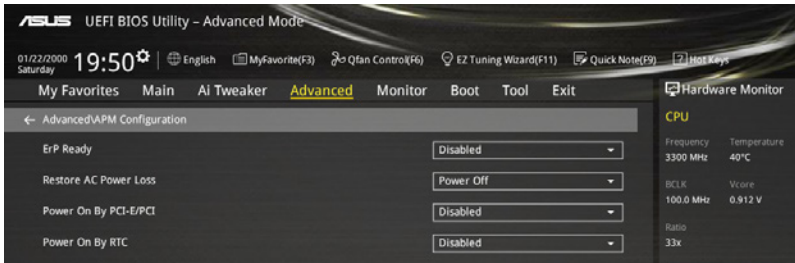 ASUS UEFI BIOS Utility – Advanced Mode
01/22/2000 Saturday 19:50 English MyFavorite(F3) Qfan Control(F6) EZ Tuning Wizard(F11) Quick Note(F9) ? Hot Keys
My Favorites Main Ai Tweaker Advanced Monitor Boot Tool Exit
← Advanced\APM Configuration
ErP Ready Disabled
Restore AC Power Loss Power Off
Power On By PCI-E/PCI Disabled
Power On By RTC Disabled
Hardware Monitor
CPU
Frequency Temperature
3300 MHz 40°C
BCLK Vcore
100.0 MHz 0.912 V
Ratio
33x